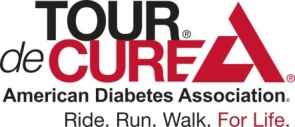 TOUR®
de CURE
American Diabetes Association®
Ride. Run. Walk. For Life.